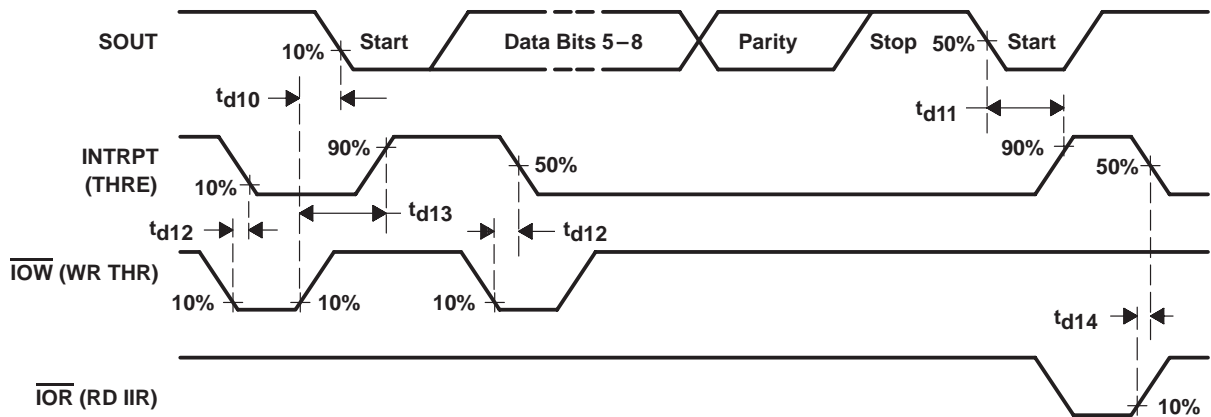 SOUT
10%
Start
Data Bits 5–8
Parity
Stop
50%
Start
td10
td11
INTRPT
(THRE)
10%
90%
50%
90%
50%
td12
td13
td12
IOW (WR THR)
10%
10%
10%
td14
IOR (RD IIR)
10%